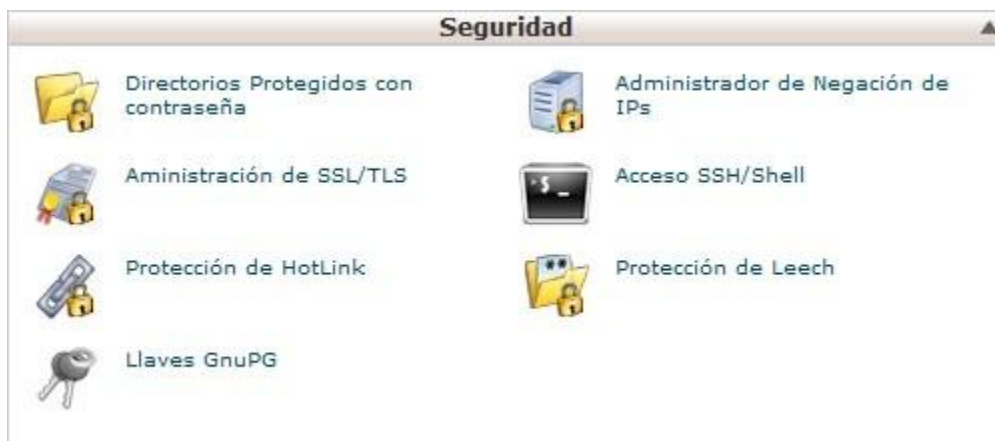 Seguridad
Directorios Protegidos con
contraseña
Administrador de Negación de
IPs
Aministración de SSL/TLS
Acceso SSH/Shell
Protección de HotLink
Protección de Leech
Llaves GnuPG